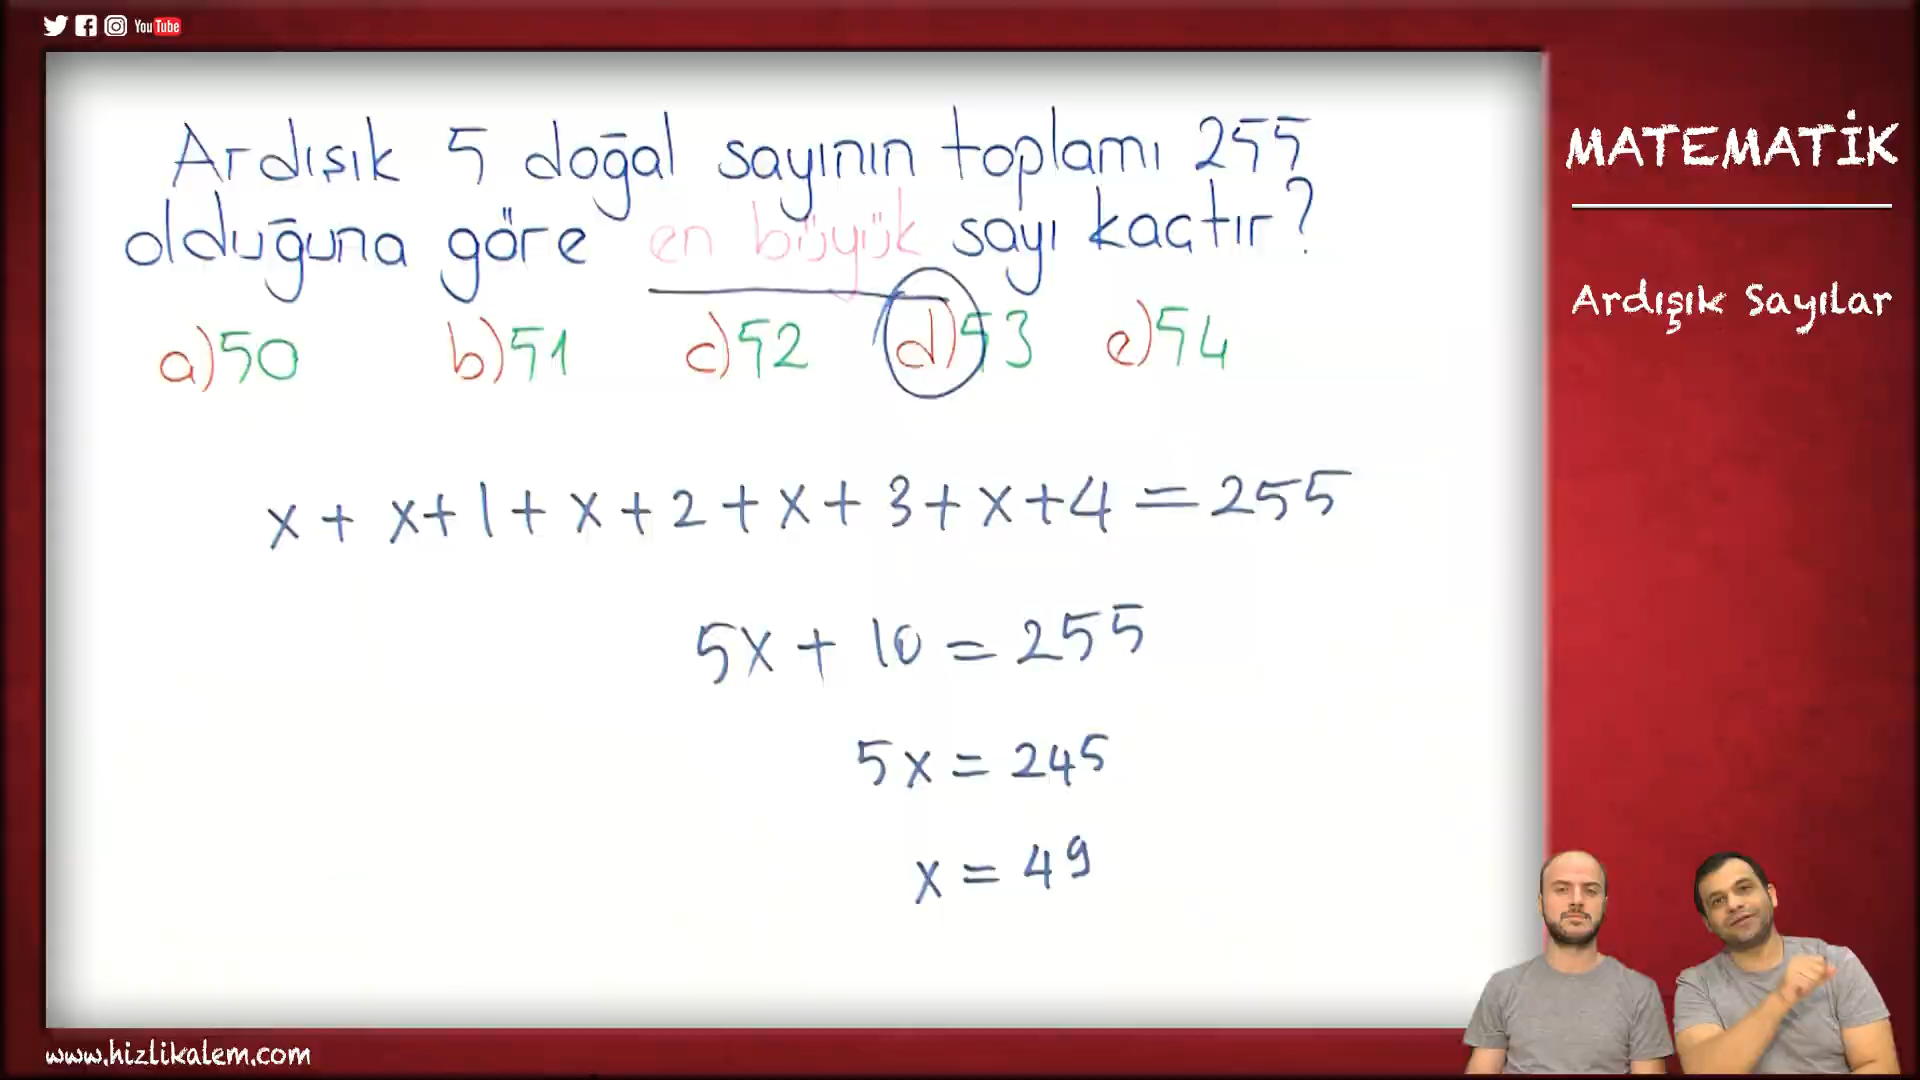 YouTube
Ardışık 5 doğal sayının toplamı 255
olduğuna göre en büyük sayı kaçtır?
a)50 b)51 c)52 d)53 e)54
x + x+1 + x+2 + x+3 + x+4 = 255
5x + 10 = 255
5x = 245
x = 49
MATEMATİK
Ardışık Sayılar
www.hizlikalem.com